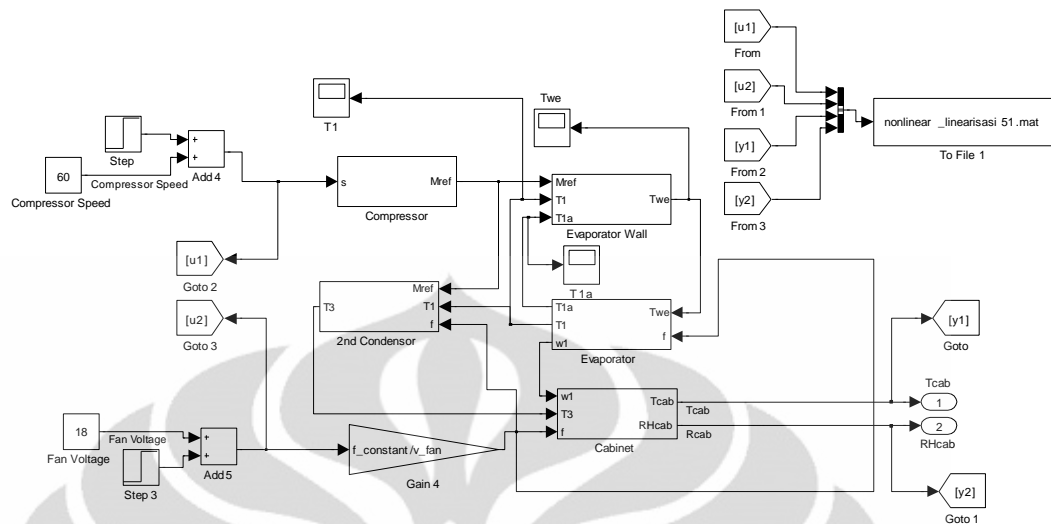 [u1]
From
[u2]
From 1
[y1]
From 2
[y2]
From 3
nonlinear _linearisasi 51 .mat
To File 1
T1
Twe
Step
60
Compressor Speed
Compressor Speed
+
+
Add 4
s
Mref
Compressor
Mref
T1
T1a
Twe
Evaporator Wall
T 1a
[u1]
Goto 2
[u2]
Goto 3
T3
Mref
T1
f
2nd Condensor
T1a
T1
w1
Twe
f
Evaporator
w1
T3
f
Tcab
RHcab
Cabinet
Tcab
Rcab
[y1]
Goto
Tcab
1
2
RHcab
[y2]
Goto 1
18
Fan Voltage
Fan Voltage
Step 3
+
+
Add 5
f_constant /v_fan
Gain 4